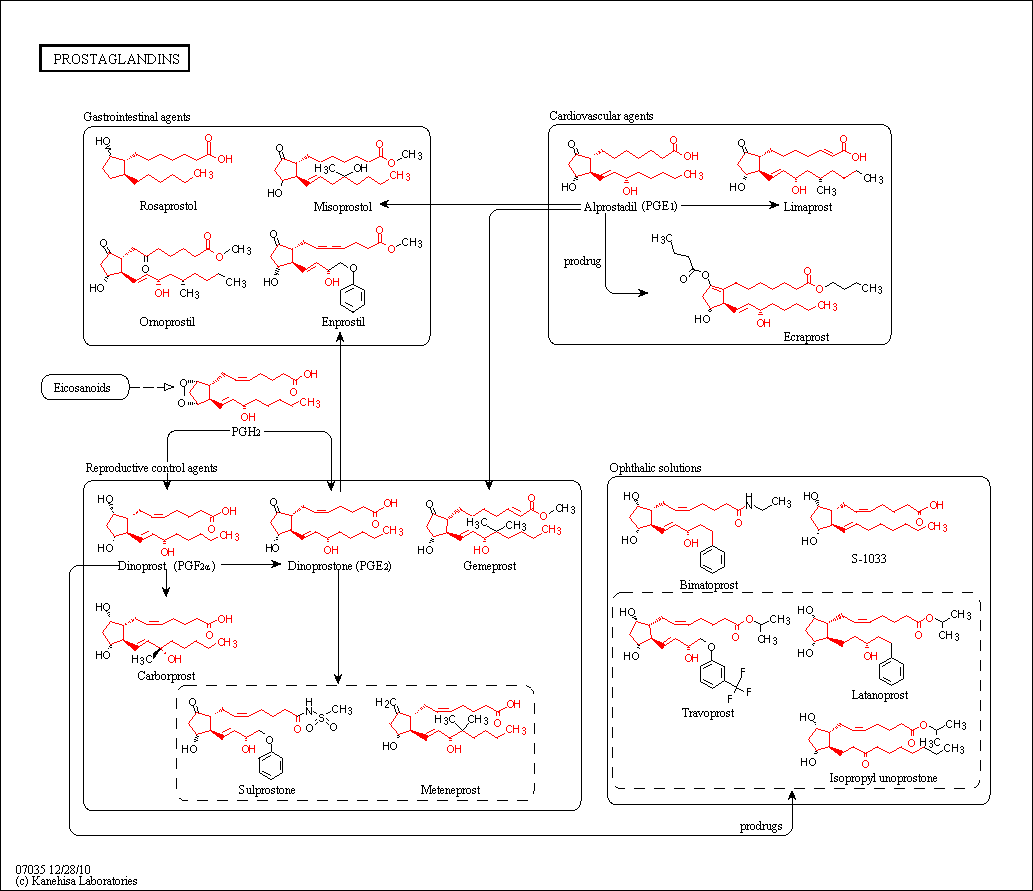 PROSTAGLANDINS
Gastrointestinal agents
Cardiovascular agents
HO
O
OH
CH3
Rosaprostol
O
O
O
CH3
H3C
OH
CH3
HO
Misoprostol
O
O
OH
CH3
HO
OH
Alprostadil (PGE1)
O
O
OH
CH3
HO
OH
CH3
Limaprost
O
O
O
CH3
O
CH3
HO
OH
CH3
Ornoprostil
O
O
O
CH3
HO
OH
O
Enprostil
prodrug
H3C
O
O
O
O
CH3
CH3
HO
OH
Ecraprost
Eicosanoids
O
O
OH
O
CH3
OH
PGH2
Reproductive control agents
Ophthalic solutions
HO
OH
O
CH3
HO
OH
Dinoprost (PGF2α)
O
OH
O
CH3
HO
OH
Dinoprostone (PGE2)
O
O
O
CH3
H3C
CH3
CH3
HO
OH
Gemeprost
HO
H
N
CH3
O
HO
OH
Bimatoprost
HO
OH
O
CH3
HO
S-1033
HO
OH
O
CH3
HO
H3C
OH
Carborprost
HO
O
CH3
O
CH3
HO
OH
O
F
F
F
Travoprost
HO
O
CH3
O
CH3
HO
OH
Latanoprost
O
H
N
S
CH3
O
O
O
HO
OH
O
Sulprostone
H2C
OH
O
H3C
CH3
CH3
HO
OH
Meteneprost
HO
O
CH3
O
H3C
CH3
HO
O
Isopropyl unoprostone
prodrugs
07035 12/28/10
(c) Kanehisa Laboratories